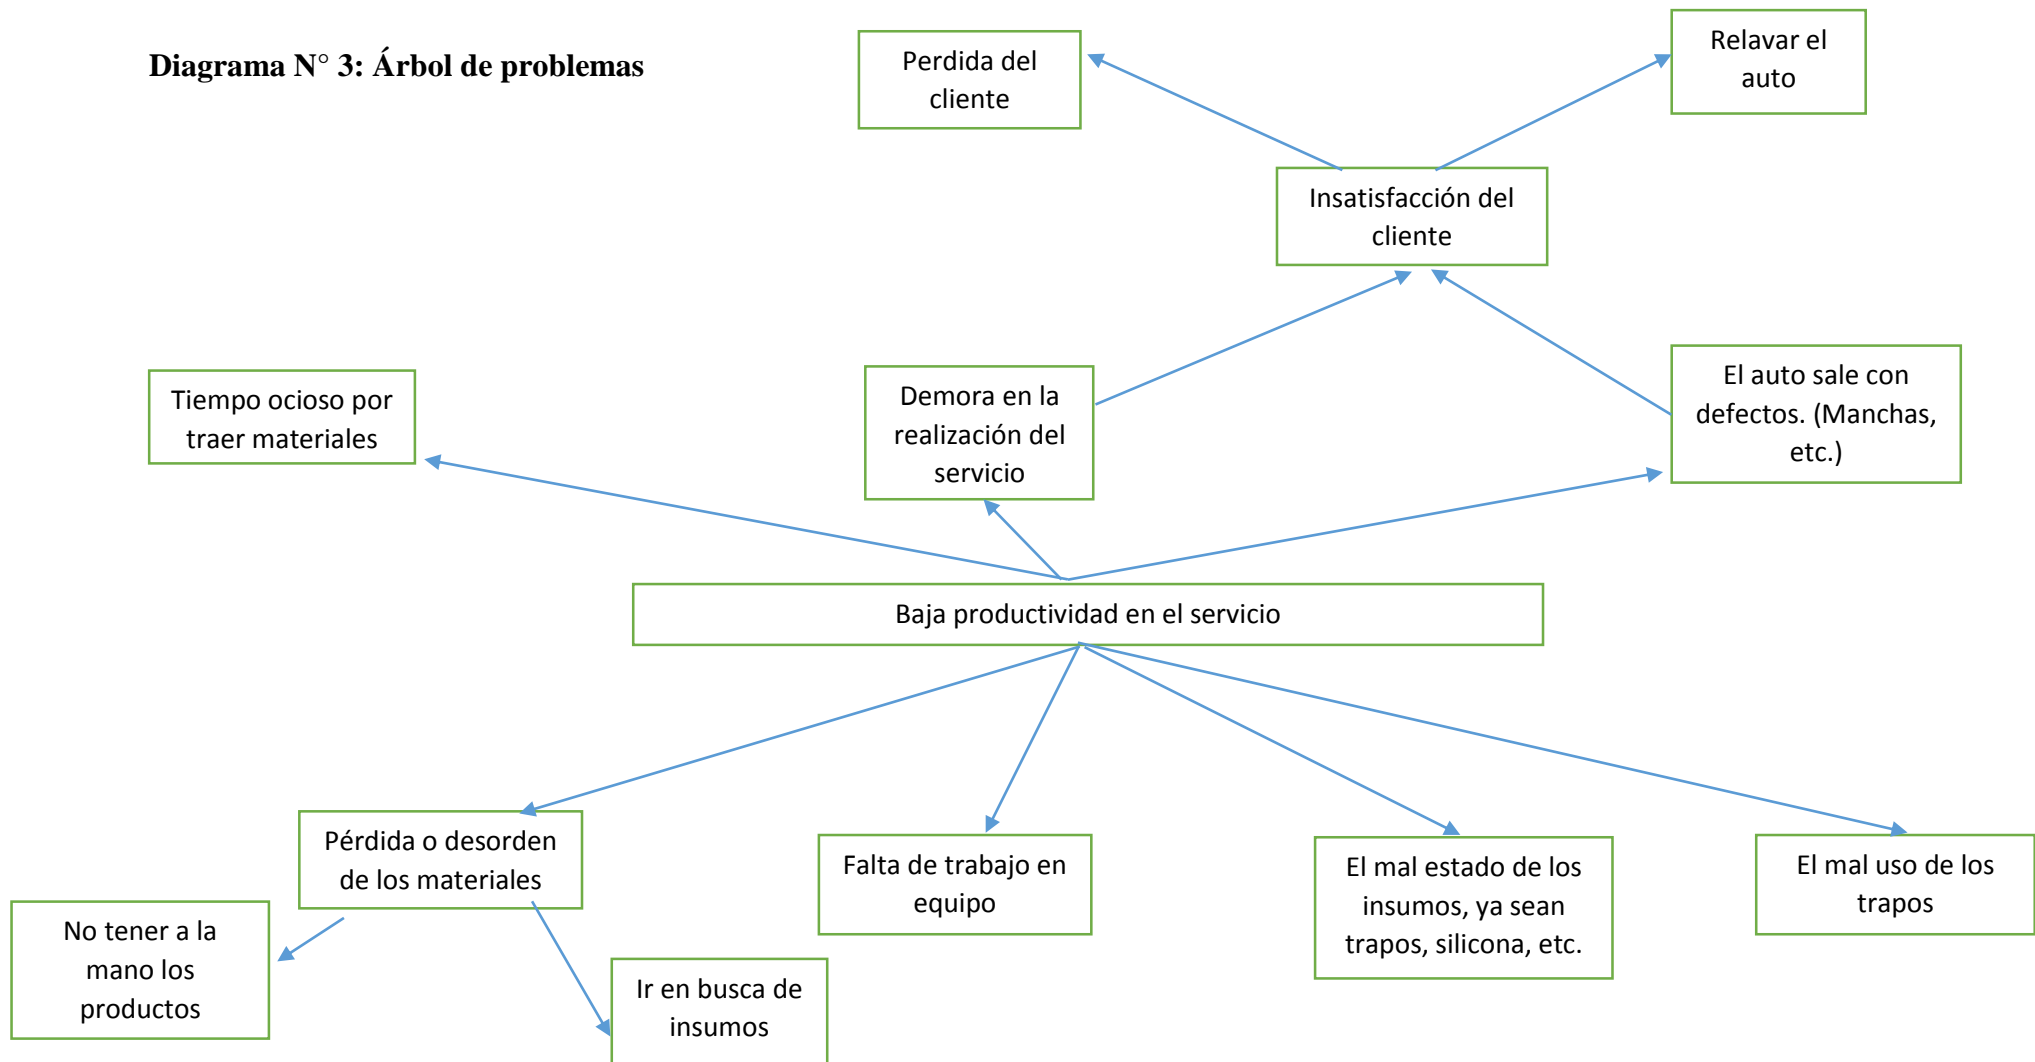 Diagrama N° 3: Árbol de problemas
Perdida del
cliente
Relavar el
auto
Insatisfacción del
cliente
Tiempo ocioso por
traer materiales
Demora en la
realización del
servicio
El auto sale con
defectos. (Manchas,
etc.)
Baja productividad en el servicio
Pérdida o desorden
de los materiales
Falta de trabajo en
equipo
El mal estado de los
insumos, ya sean
trapos, silicona, etc.
El mal uso de los
trapos
No tener a la
mano los
productos
Ir en busca de
insumos